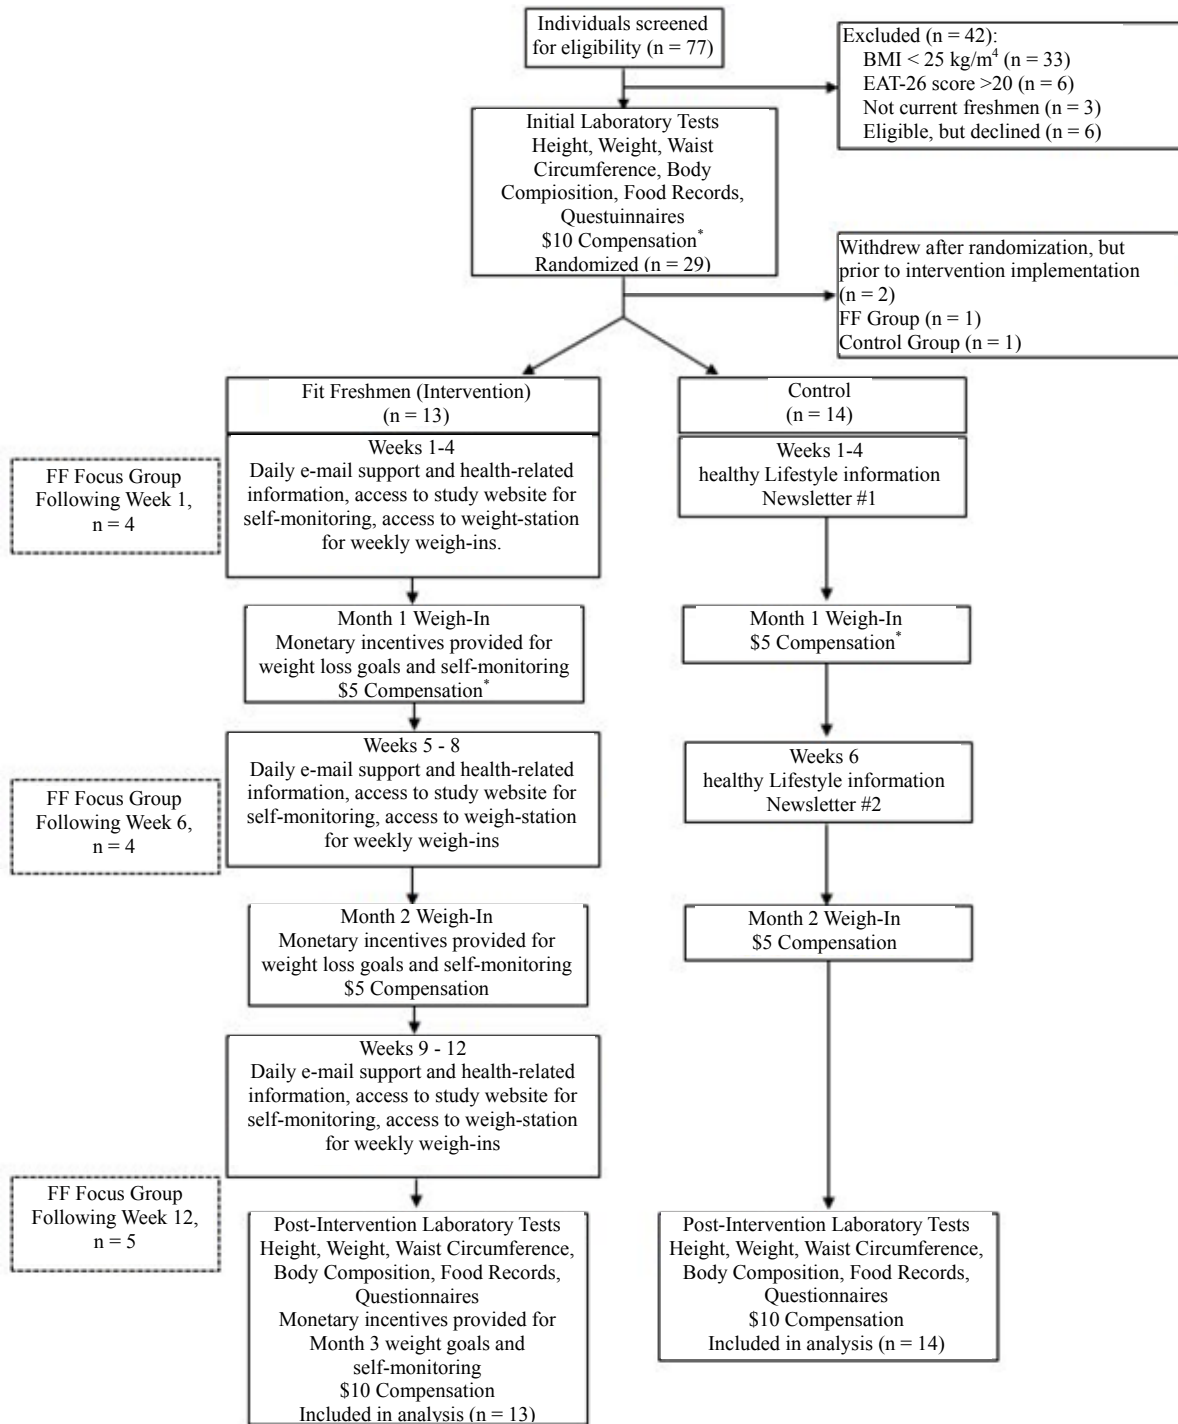 Individuals screened
for eligibility (n = 77)
Excluded (n = 42):
BMI < 25 kg/m⁴ (n = 33)
EAT-26 score >20 (n = 6)
Not current freshmen (n = 3)
Eligible, but declined (n = 6)
Initial Laboratory Tests
Height, Weight, Waist
Circumference, Body
Compiosition, Food Records,
Questuinnaires
$10 Compensation*
Randomized (n = 29)
Withdrew after randomization, but
prior to intervention implementation
(n = 2)
FF Group (n = 1)
Control Group (n = 1)
Fit Freshmen (Intervention)
(n = 13)
Control
(n = 14)
FF Focus Group
Following Week 1,
n = 4
Weeks 1-4
Daily e-mail support and health-related
information, access to study website for
self-monitoring, access to weight-station
for weekly weigh-ins.
Weeks 1-4
healthy Lifestyle information
Newsletter #1
Month 1 Weigh-In
Monetary incentives provided for
weight loss goals and self-monitoring
$5 Compensation*
Month 1 Weigh-In
$5 Compensation*
FF Focus Group
Following Week 6,
n = 4
Weeks 5 - 8
Daily e-mail support and health-related
information, access to study website for
self-monitoring, access to weigh-station
for weekly weigh-ins
Weeks 6
healthy Lifestyle information
Newsletter #2
Month 2 Weigh-In
Monetary incentives provided for
weight loss goals and self-monitoring
$5 Compensation
Month 2 Weigh-In
$5 Compensation
Weeks 9 - 12
Daily e-mail support and health-related
information, access to study website for
self-monitoring, access to weigh-station
for weekly weigh-ins
FF Focus Group
Following Week 12,
n = 5
Post-Intervention Laboratory Tests
Height, Weight, Waist Circumference,
Body Composition, Food Records,
Questionnaires
Monetary incentives provided for
Month 3 weight goals and
self-monitoring
$10 Compensation
Included in analysis (n = 13)
Post-Intervention Laboratory Tests
Height, Weight, Waist Circumference,
Body Composition, Food Records,
Questionnaires
$10 Compensation
Included in analysis (n = 14)